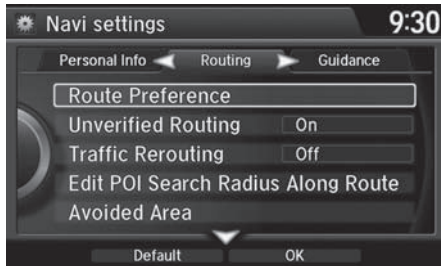 Navi settings 9:30
Personal Info Routing Guidance
Route Preference
Unverified Routing On
Traffic Rerouting Off
Edit POI Search Radius Along Route
Avoided Area
Default OK